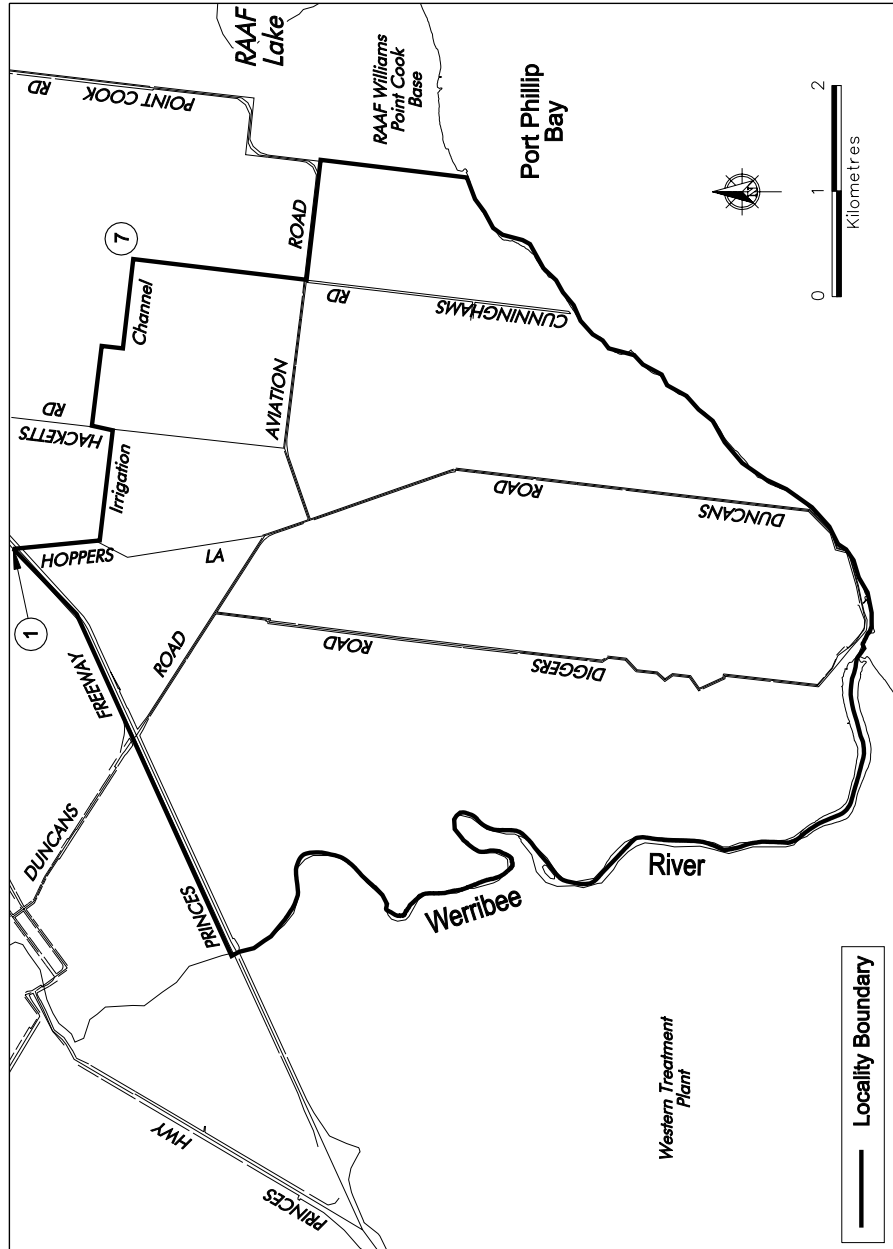 RAAF
Lake
POINT COOK
RD
RAAF Williams
Point Cook
Base
Port Phillip
Bay
7
ROAD
Channel
RD
CUNNINGHAMS
AVIATION
RD
HACKETTS
Irrigation
HOPPERS
LA
1
ROAD
DUNCANS
FREEWAY
ROAD
ROAD
DIGGERS
DUNCANS
PRINCES
Werribee
River
HWY
PRINCES
Western Treatment
Plant
N
0 1 2
Kilometres
Locality Boundary